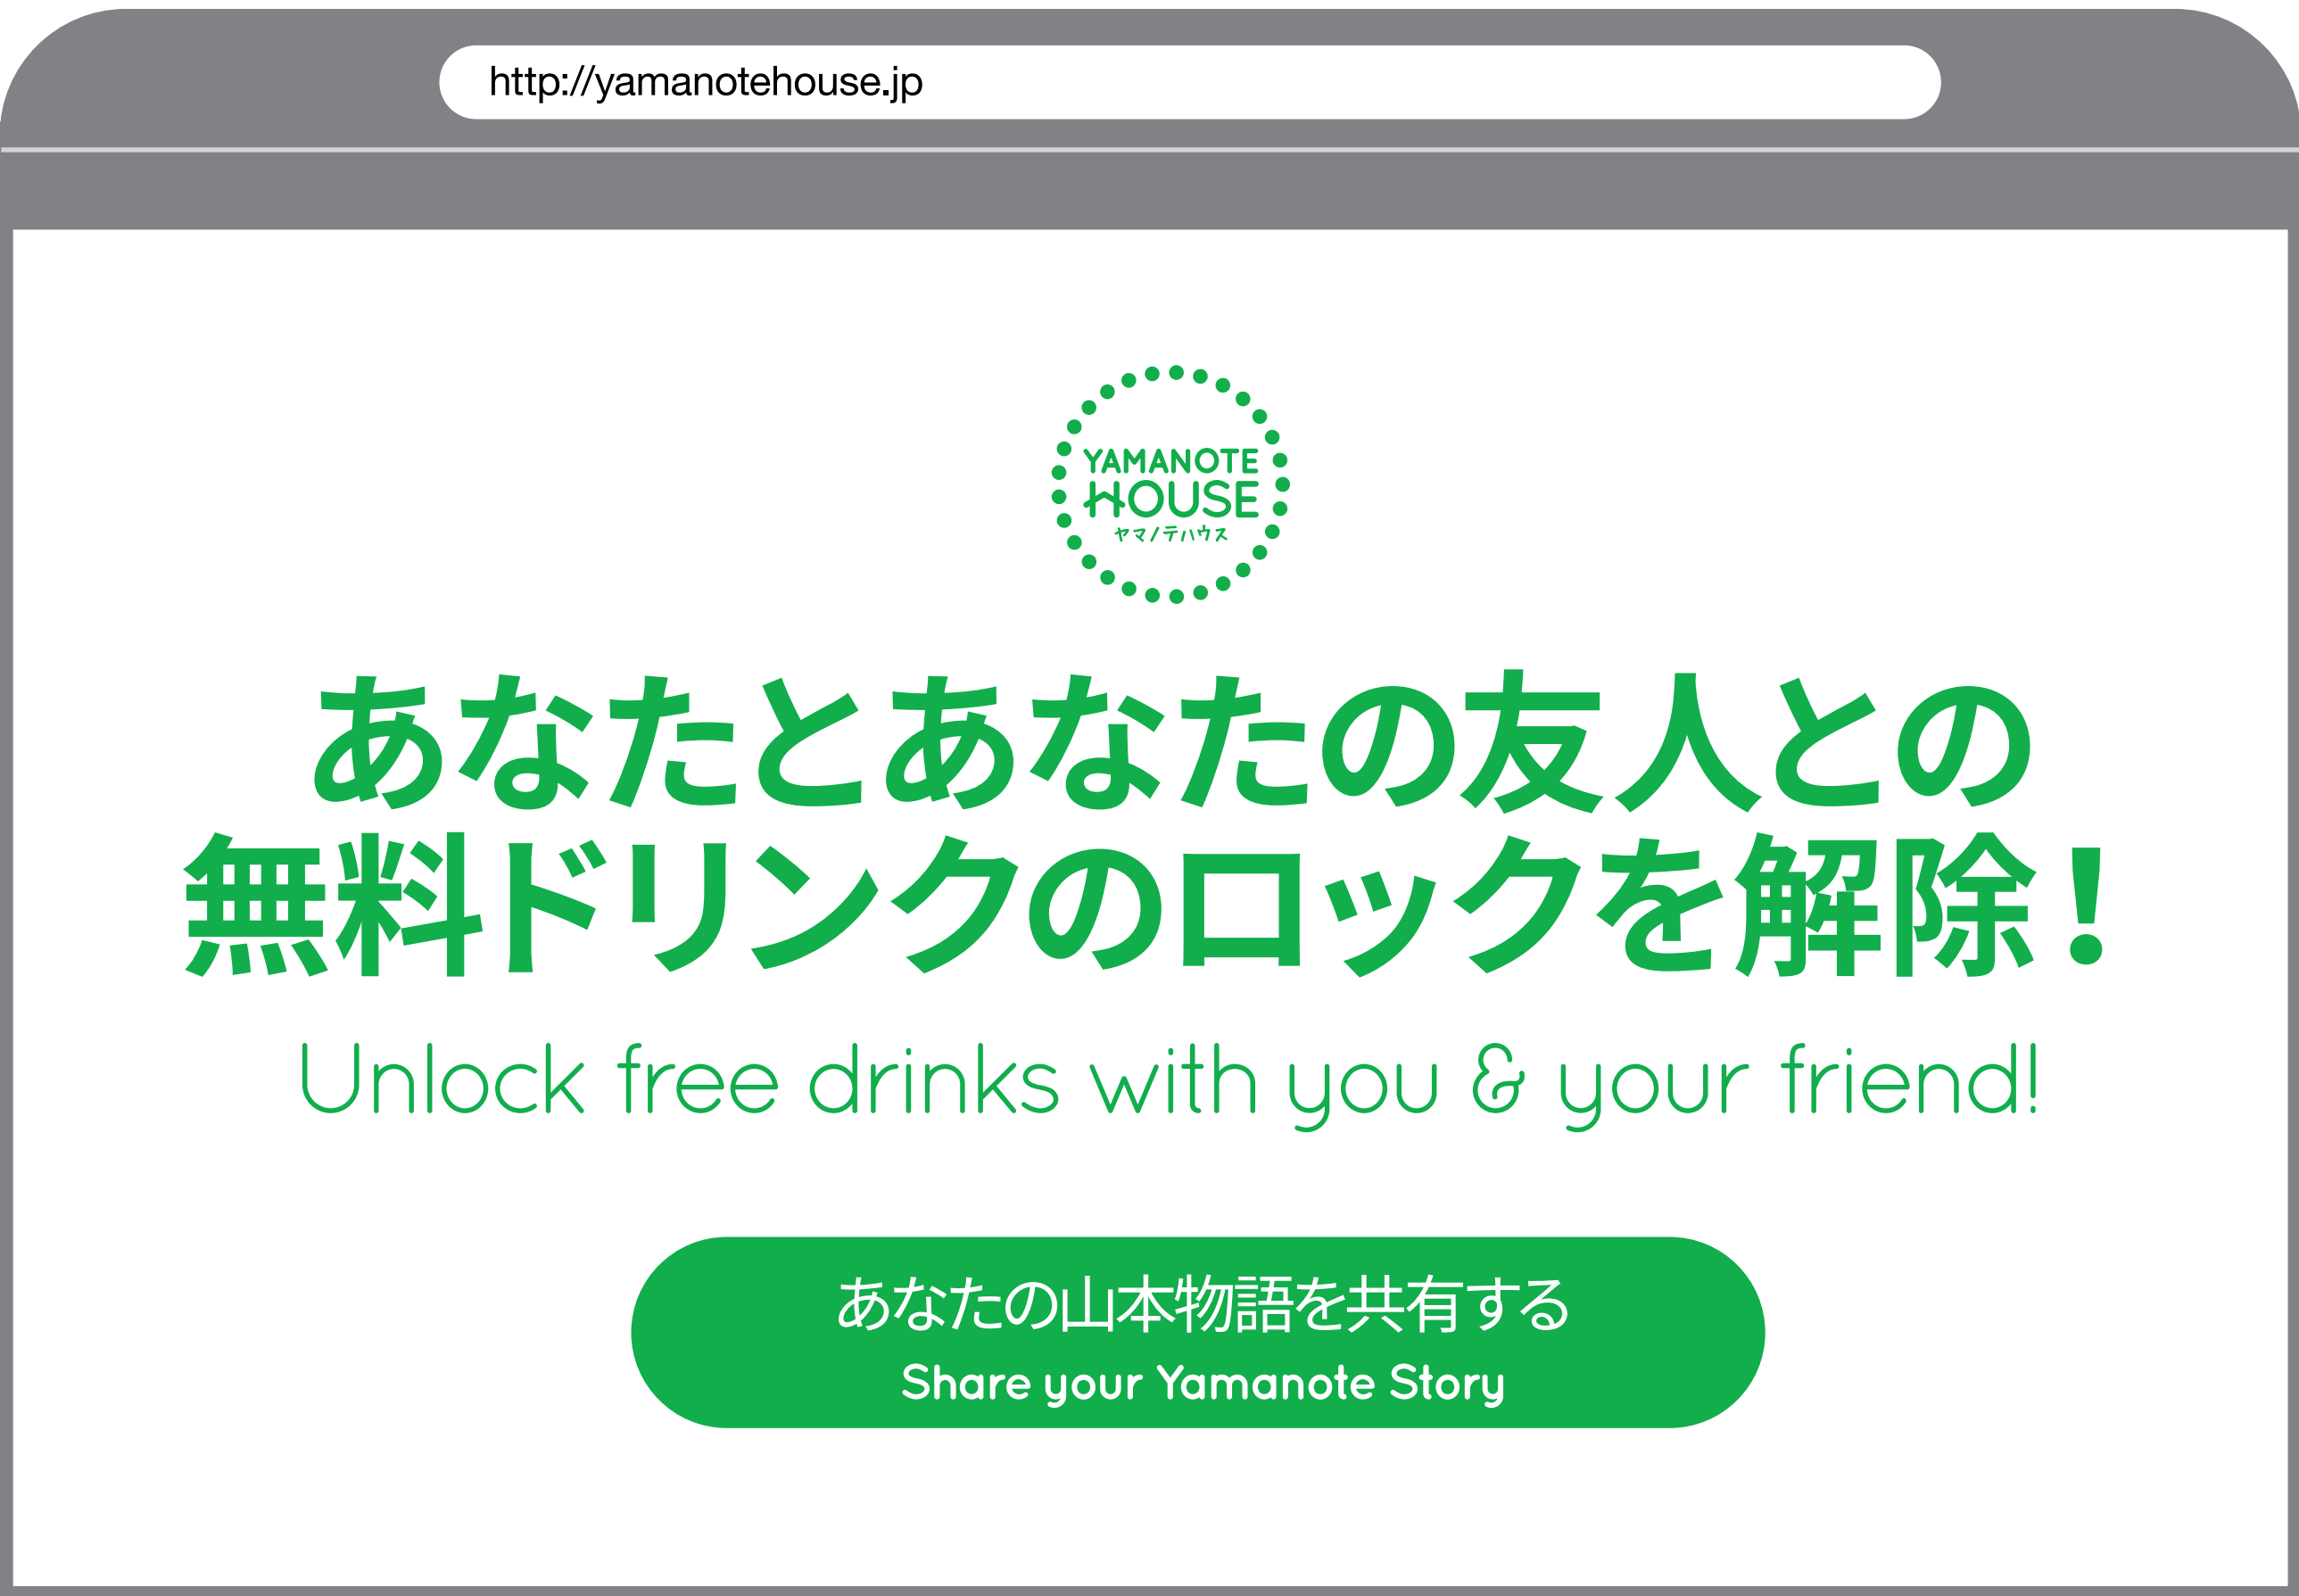 http://yamanotehouse.jp
YAMANOTE
HOUSE
ヤマノテハウス
あなたとあなたの友人との
無料ドリンクのロックを解除！
Unlock free drinks with you & your friend!
あなたの山手物語を共有する
Share your Yamanote Story